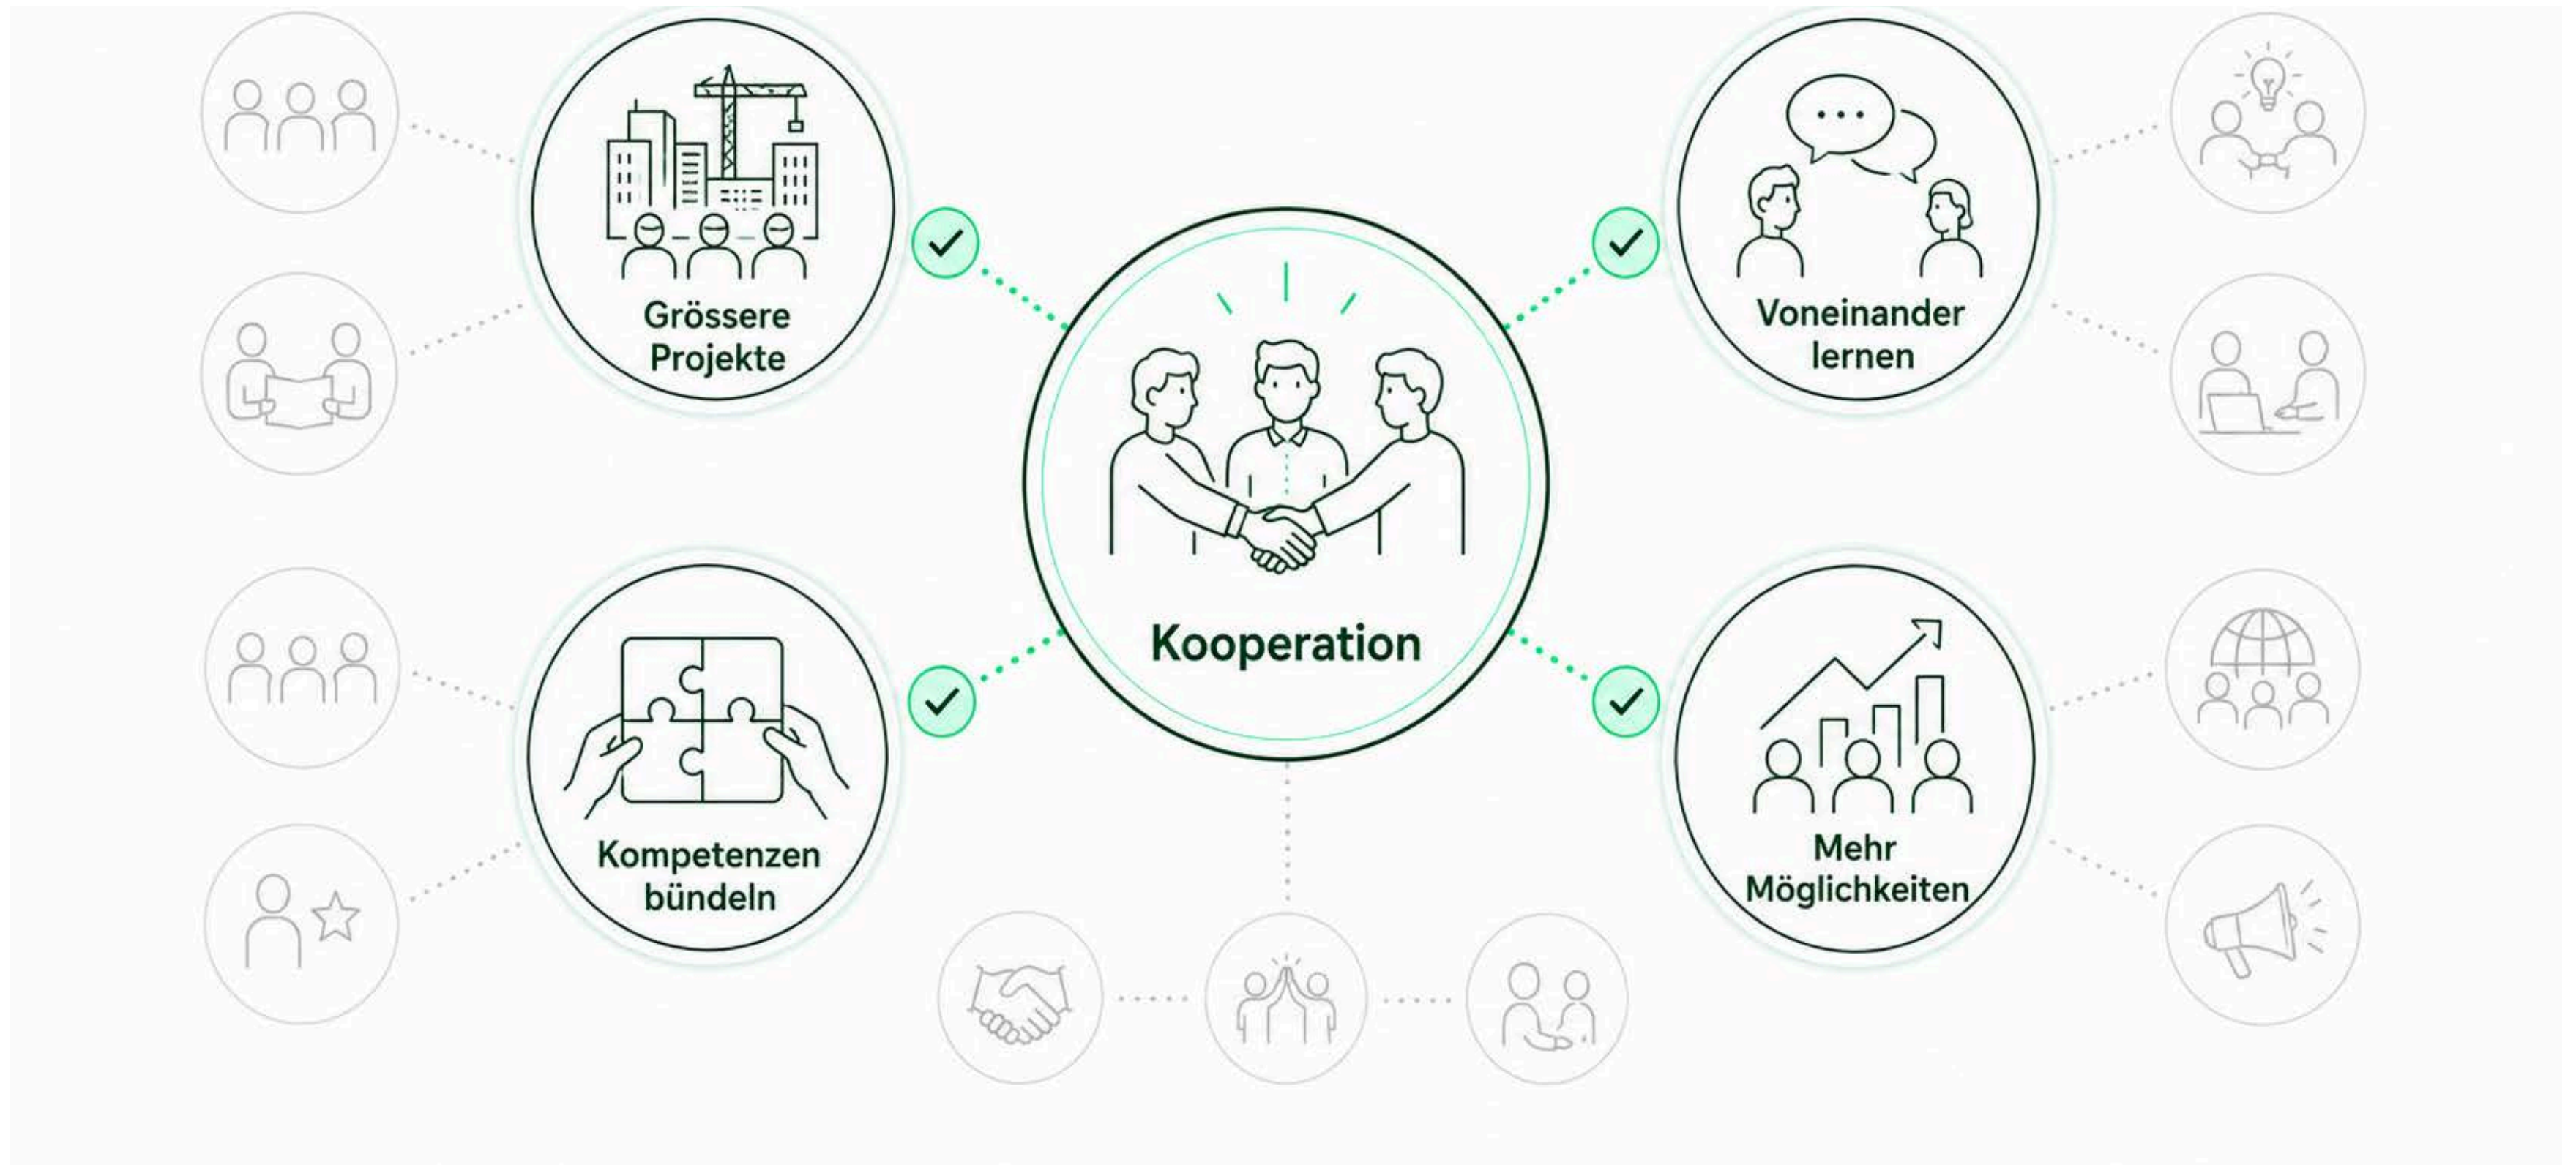 Grössere
Projekte
Voneinander
lernen
Kooperation
Kompetenzen
bündeln
Mehr
Möglichkeiten